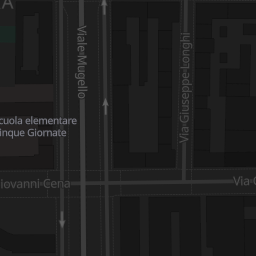 A
Viale Mugello
Via Giuseppe Longhi
cuola elementare
inque Giornate
iovanni Cena
Via G